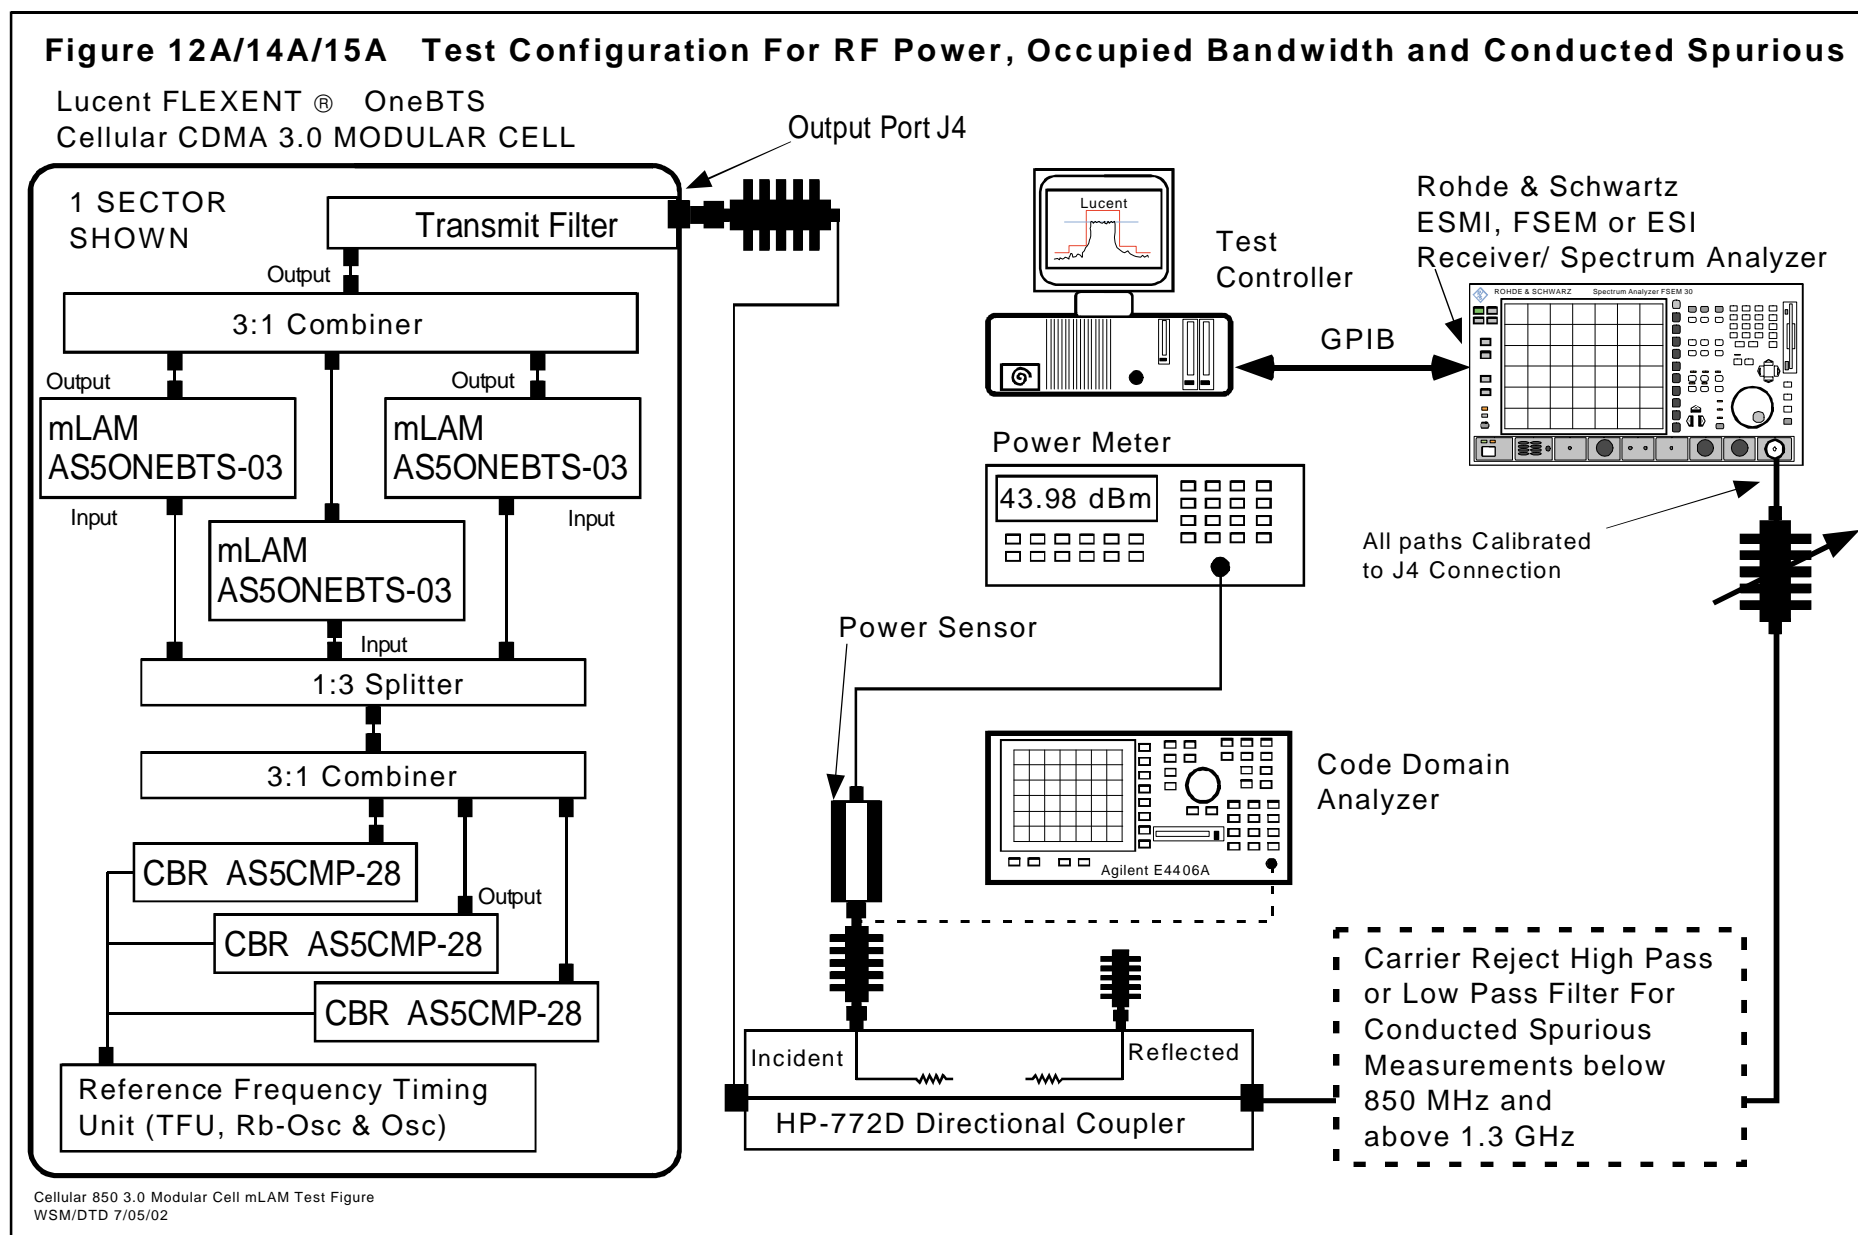 Figure 12A/14A/15A Test Configuration For RF Power, Occupied Bandwidth and Conducted Spurious
Lucent FLEXENT ® OneBTS
Cellular CDMA 3.0 MODULAR CELL
Output Port J4
1 SECTOR
SHOWN
Transmit Filter
Output
3:1 Combiner
Output
Output
mLAM
AS5ONEBTS-03
mLAM
AS5ONEBTS-03
Input
Input
mLAM
AS5ONEBTS-03
Input
1:3 Splitter
3:1 Combiner
CBR AS5CMP-28
Output
CBR AS5CMP-28
CBR AS5CMP-28
Reference Frequency Timing
Unit (TFU, Rb-Osc & Osc)
Lucent
Test
Controller
GPIB
Rohde & Schwartz
ESMI, FSEM or ESI
Receiver/ Spectrum Analyzer
ROHDE & SCHWARZ Spectrum Analyzer FSEM 30
Power Meter
43.98 dBm
All paths Calibrated
to J4 Connection
Power Sensor
Code Domain
Analyzer
Agilent E4406A
Incident
Reflected
HP-772D Directional Coupler
Carrier Reject High Pass
or Low Pass Filter For
Conducted Spurious
Measurements below
850 MHz and
above 1.3 GHz
Cellular 850 3.0 Modular Cell mLAM Test Figure
WSM/DTD 7/05/02